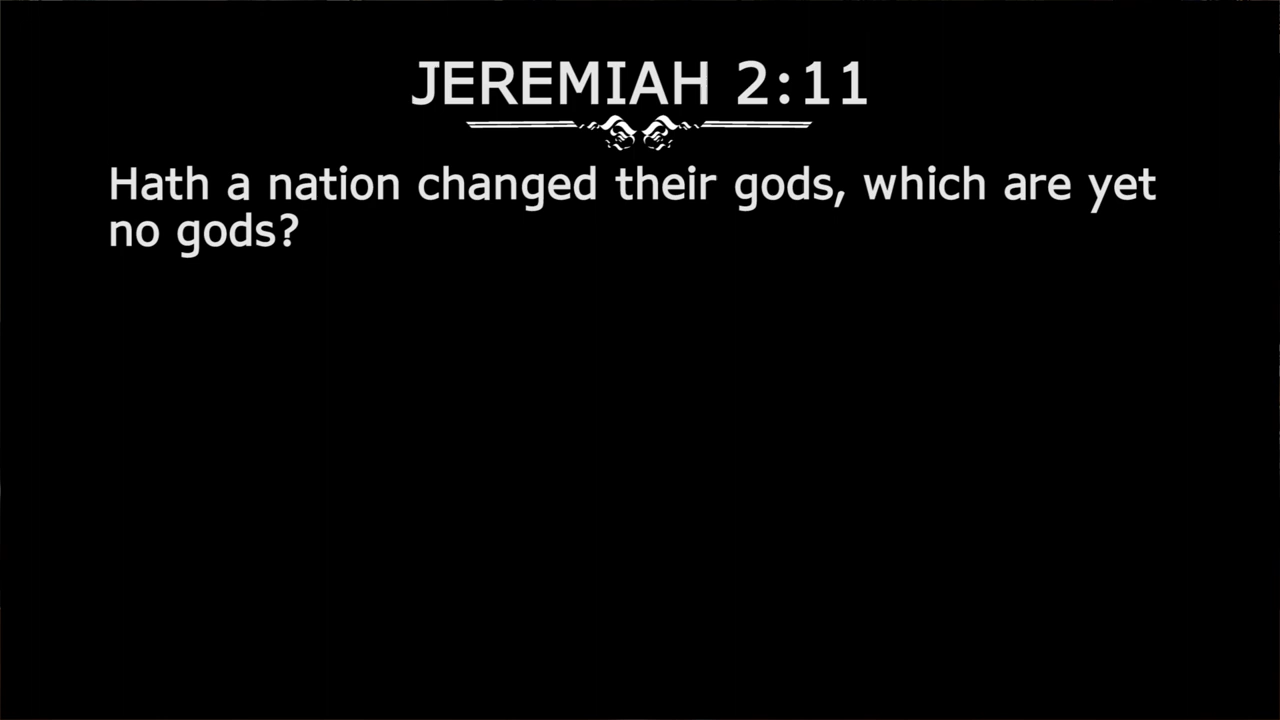 JEREMIAH 2:11
Hath a nation changed their gods, which are yet
no gods?